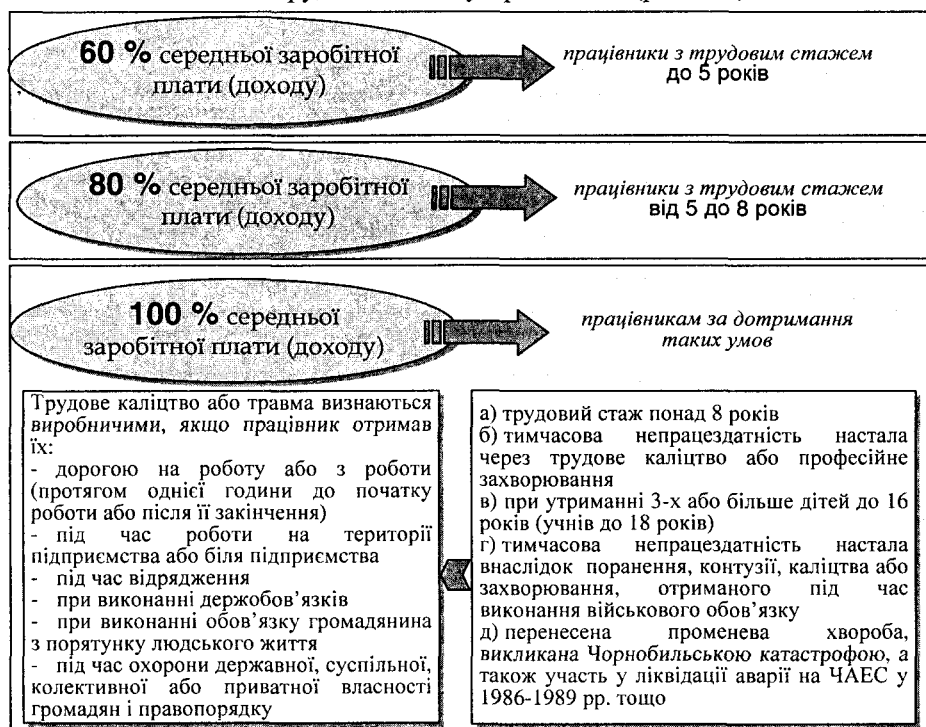 60 % середньої заробітної
плати (доходу)
працівники з трудовим стажем
до 5 років
80 % середньої заробітної
плати (доходу)
працівники з трудовим стажем
від 5 до 8 років
100 % середньої
заробітної плати (доходу)
працівникам за дотримання
таких умов
Трудове каліцтво або травма визнаються
виробничими, якщо працівник отримав
їх:
- дорогою на роботу або з роботи
(протягом однієї години до початку
роботи або після її закінчення)
- під час роботи на території
підприємства або біля підприємства
- під час відрядження
- при виконанні держобов’язків
- при виконанні обов’язку громадянина
з порятунку людського життя
- під час охорони державної, суспільної,
колективної або приватної власності
громадян і правопорядку
а) трудовий стаж понад 8 років
б) тимчасова непрацездатність настала
через трудове каліцтво або професійне
захворювання
в) при утриманні 3-х або більше дітей до 16
років (учнів до 18 років)
г) тимчасова непрацездатність настала
внаслідок поранення, контузії, каліцтва або
захворювання, отриманого під час
виконання військового обов’язку
д) перенесена променева хвороба,
викликана Чорнобильською катастрофою, а
також участь у ліквідації аварії на ЧАЕС у
1986-1989 рр. тощо